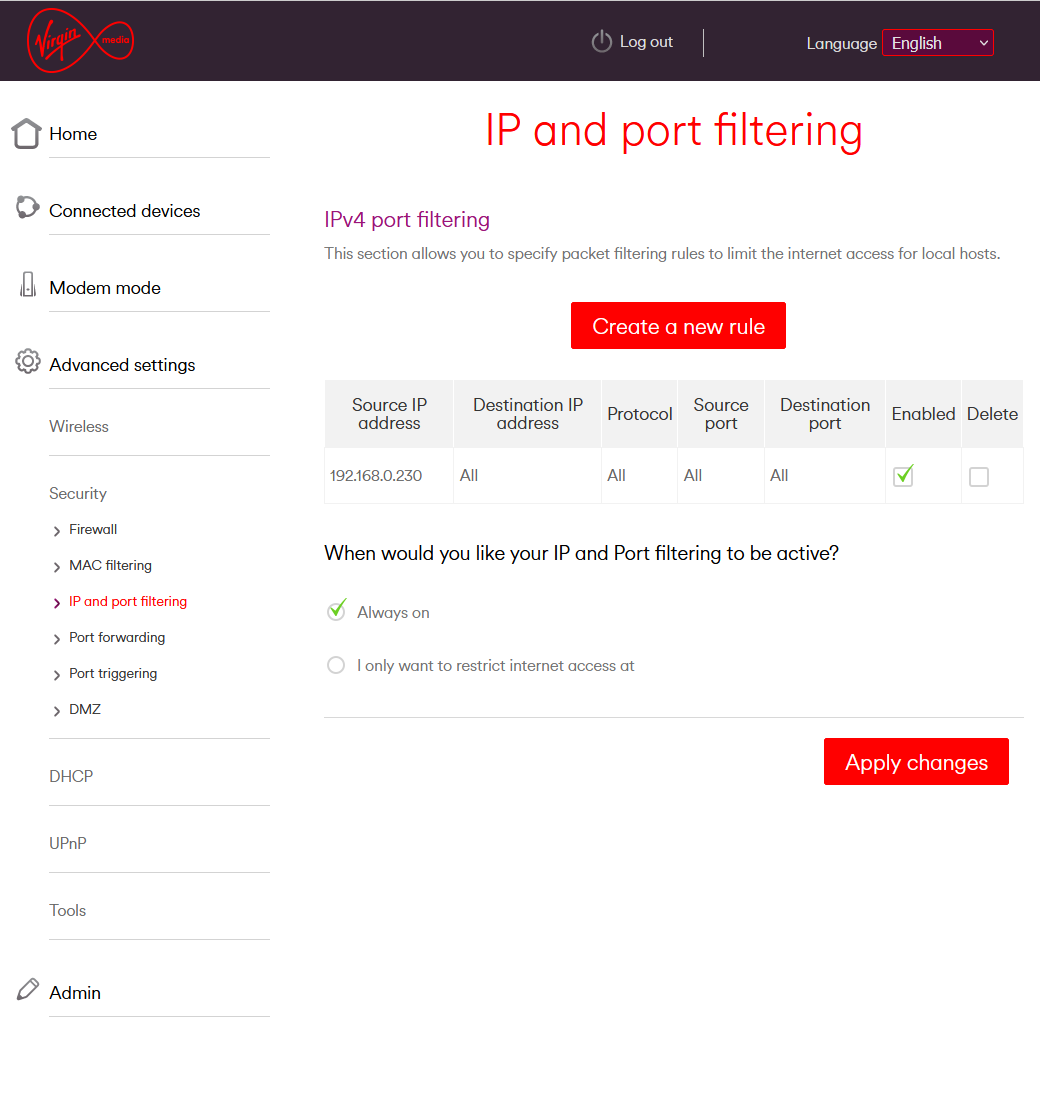 Virgin media
Log out
Language English
Home
Connected devices
Modem mode
Advanced settings
Wireless
Security
Firewall
MAC filtering
IP and port filtering
Port forwarding
Port triggering
DMZ
DHCP
UPnP
Tools
Admin
IP and port filtering
IPv4 port filtering
This section allows you to specify packet filtering rules to limit the internet access for local hosts.
Create a new rule
Source IP address Destination IP address Protocol Source port Destination port Enabled Delete
192.168.0.230 All All All All
When would you like your IP and Port filtering to be active?
Always on
I only want to restrict internet access at
Apply changes